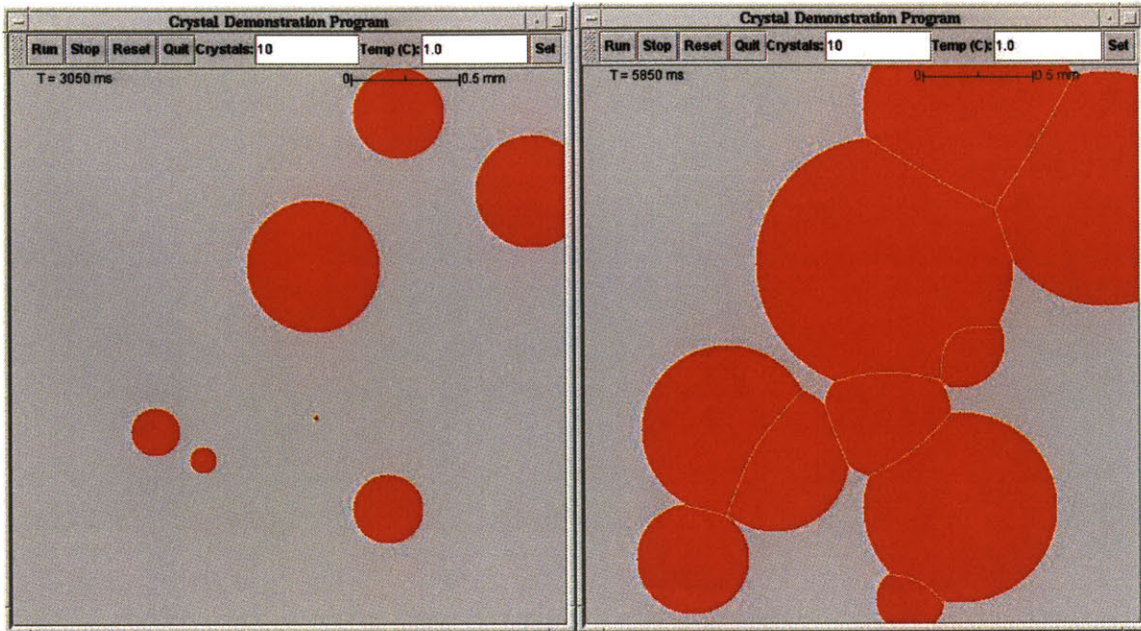 Crystal Demonstration Program
Run Stop Reset Quit Crystals: 10 Temp (C): 1.0 Set
T = 3050 ms 0 0.5 mm
Crystal Demonstration Program
Run Stop Reset Quit Crystals: 10 Temp (C): 1.0 Set
T = 5850 ms 0 0.5 mm